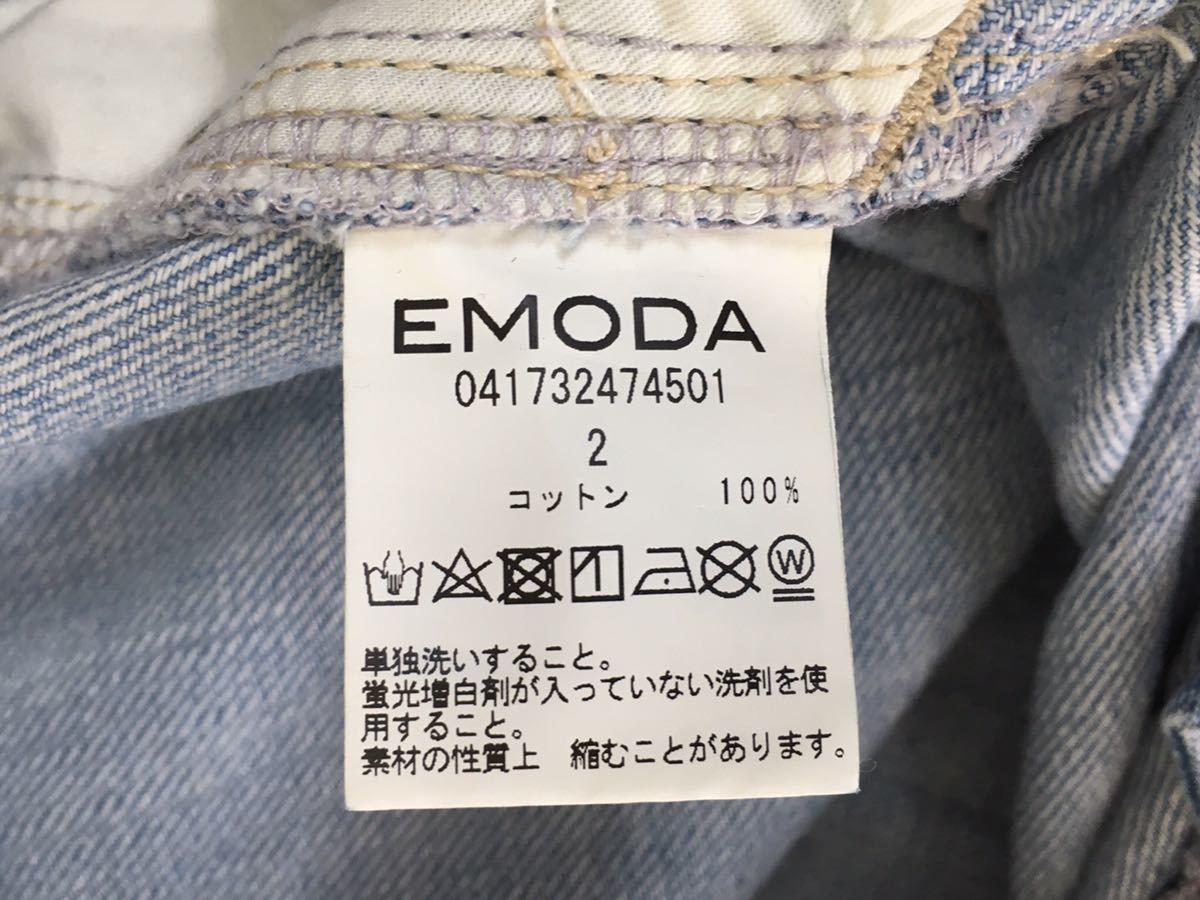 EMODA
041732474501
2
コットン 100%
W
単独洗いすること。
蛍光増白剤が入っていない洗剤を使
用すること。
素材の性質上 縮むことがあります。